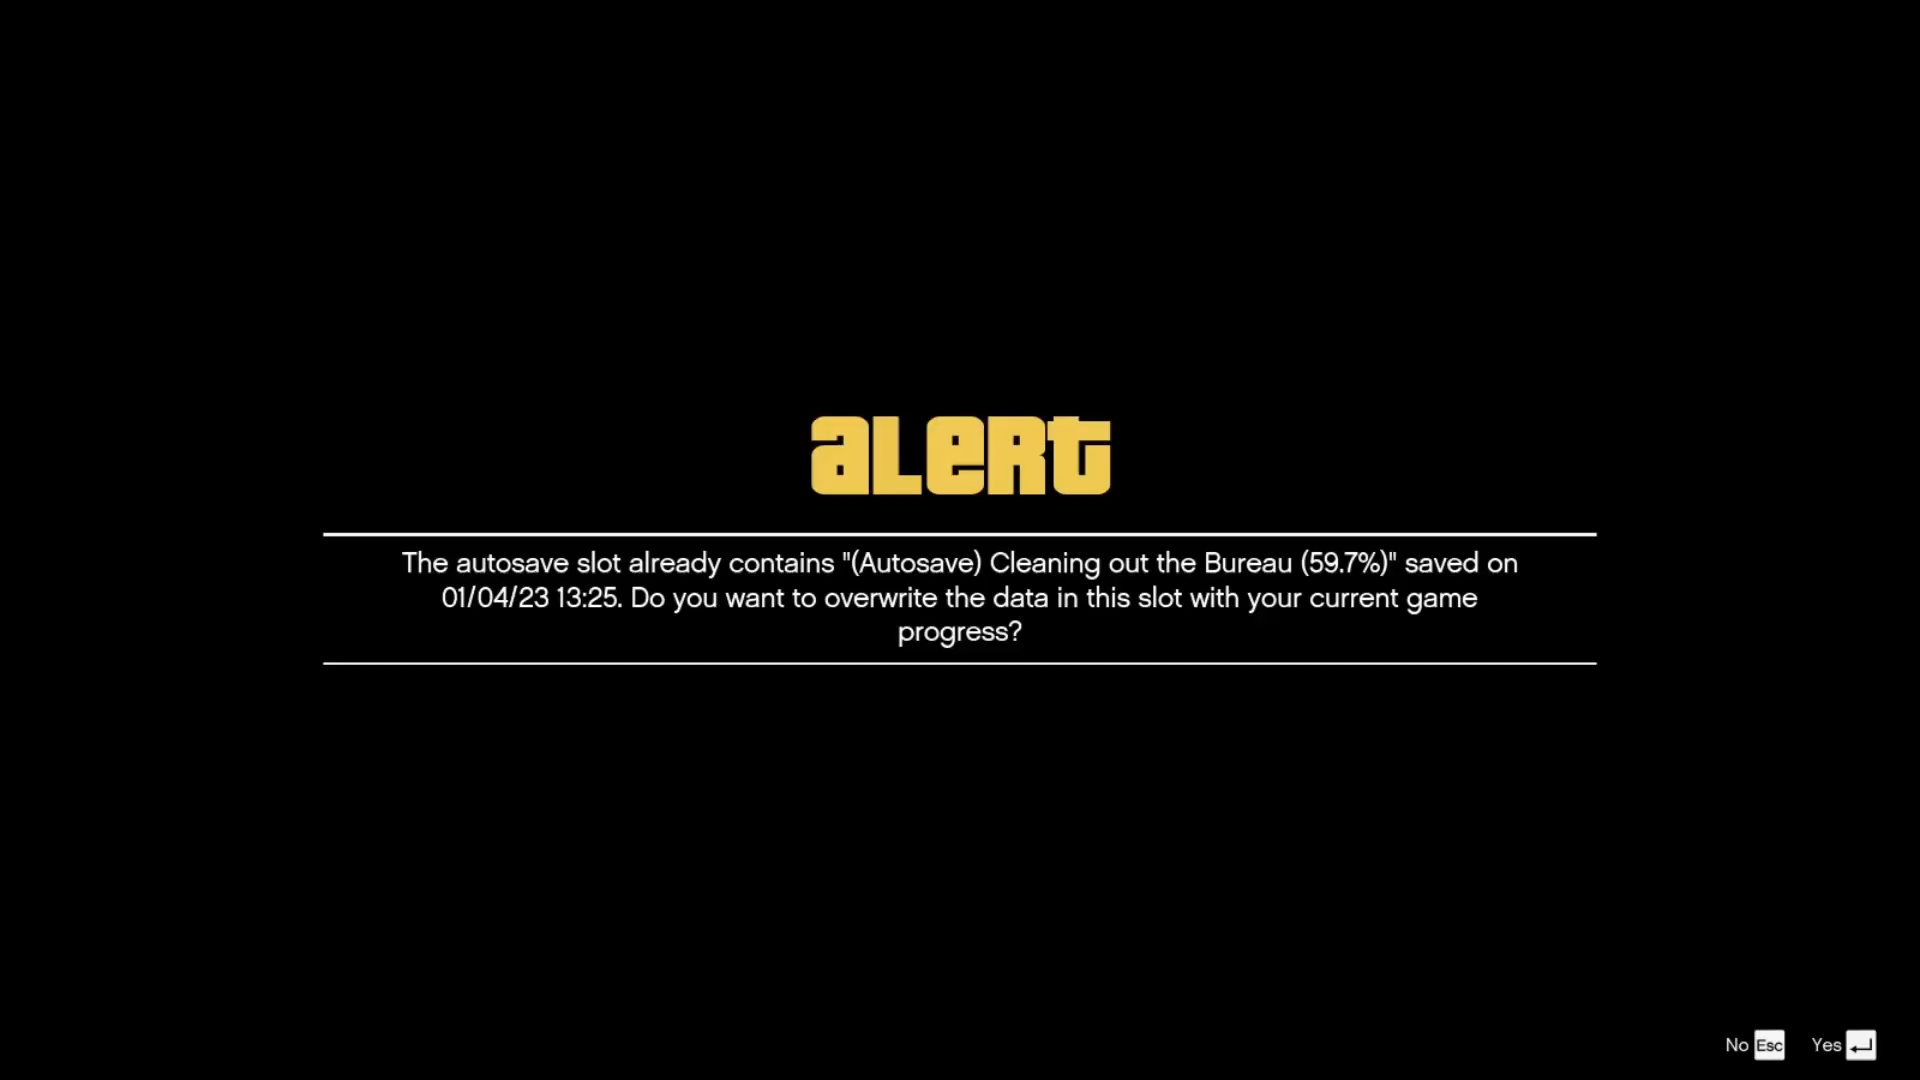 aLeRt
The autosave slot already contains "(Autosave) Cleaning out the Bureau (59.7%)" saved on
01/04/23 13:25. Do you want to overwrite the data in this slot with your current game
progress?
No Esc Yes